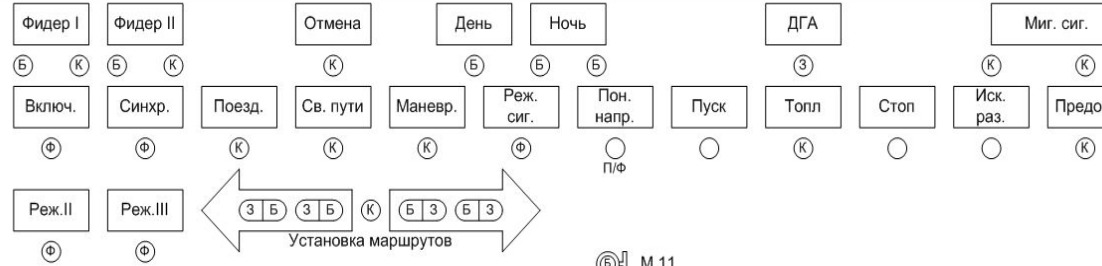 Фидер I Фидер II Отмена День Ночь ДГА Миг. сиг.
Б К Б К К Б Б Б З К К
Включ. Синхр. Поезд. Св. пути Маневр. Реж. сиг. Пон. напр. Пуск Топл Стоп Иск. раз. Предо
Ф Ф К К К Ф К К
П/Ф
Реж.II Реж.III З Б З Б К Б З Б З
Установка маршрутов
Ф Ф
Б М 11